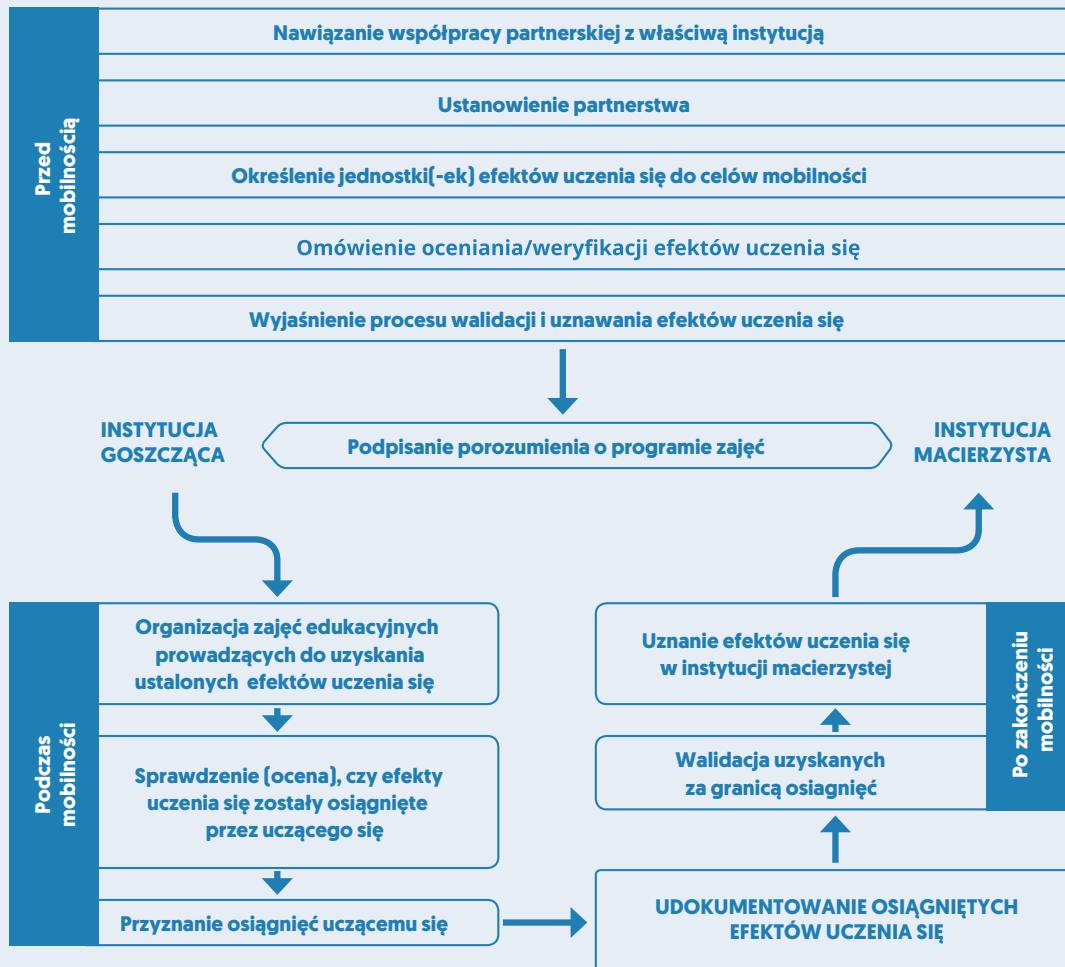 Przed
mobilnością
Nawiązanie współpracy partnerskiej z właściwą instytucją
Ustanowienie partnerstwa
Określenie jednostki(-ek) efektów uczenia się do celów mobilności
Omówienie oceniania/weryfikacji efektów uczenia się
Wyjaśnienie procesu walidacji i uznawania efektów uczenia się
INSTYTUCJA
GOSZCZĄCA
Podpisanie porozumienia o programie zajęć
INSTYTUCJA
MACIERZYSTA
Podczas
mobilności
Organizacja zajęć edukacyjnych
prowadzących do uzyskania
ustalonych efektów uczenia się
Sprawdzenie (ocena), czy efekty
uczenia się zostały osiągnięte
przez uczącego się
Przyznanie osiągnięć uczącemu się
Uznanie efektów uczenia się
w instytucji macierzystej
Walidacja uzyskanych
za granicą osiagnięć
Po zakończeniu
mobilności
UDOKUMENTOWANIE OSIĄGNIĘTYCH
EFEKTÓW UCZENIA SIĘ